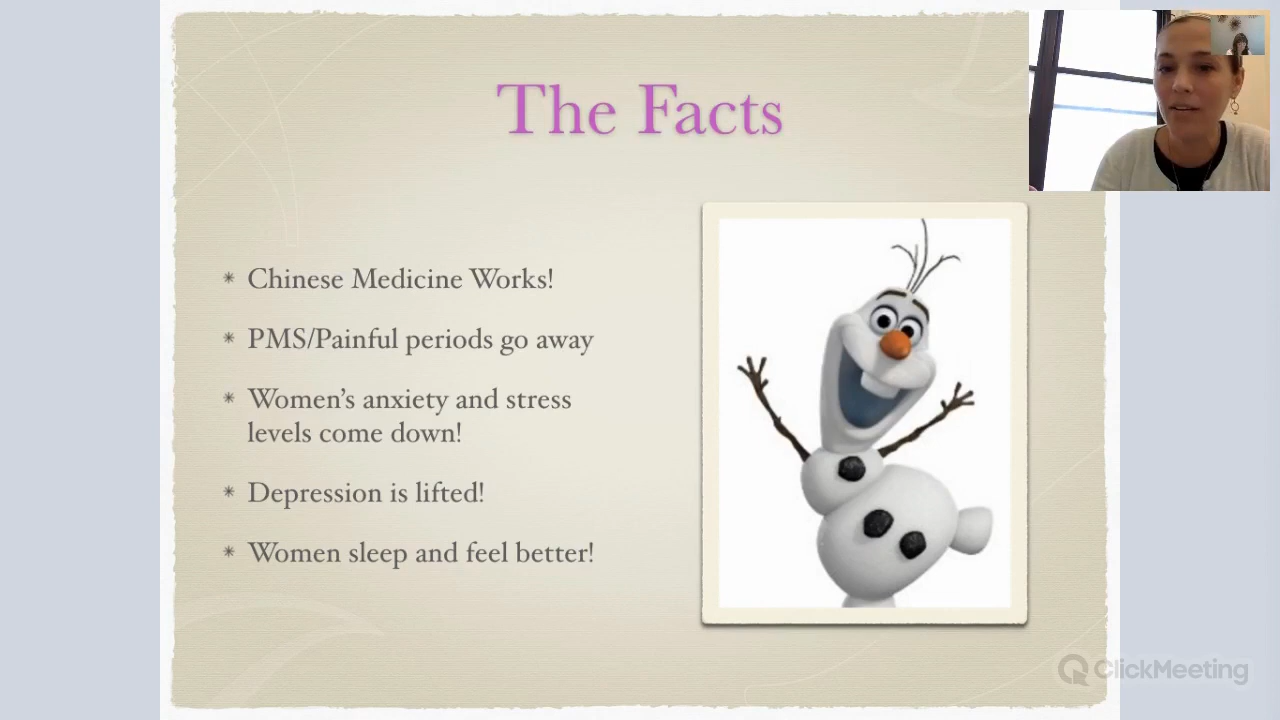 The Facts
* Chinese Medicine Works!
* PMS/Painful periods go away
* Women's anxiety and stress
levels come down!
* Depression is lifted!
* Women sleep and feel better!
ClickMeeting